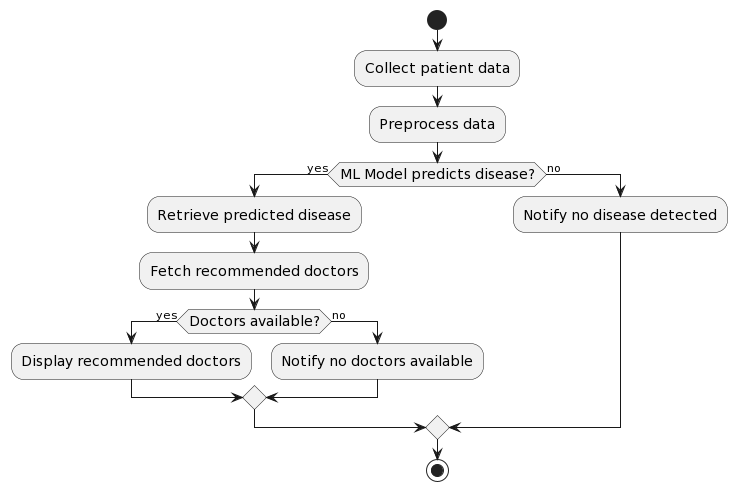 Collect patient data
Preprocess data
yes
ML Model predicts disease?
no
Retrieve predicted disease
Notify no disease detected
Fetch recommended doctors
yes
Doctors available?
no
Display recommended doctors
Notify no doctors available